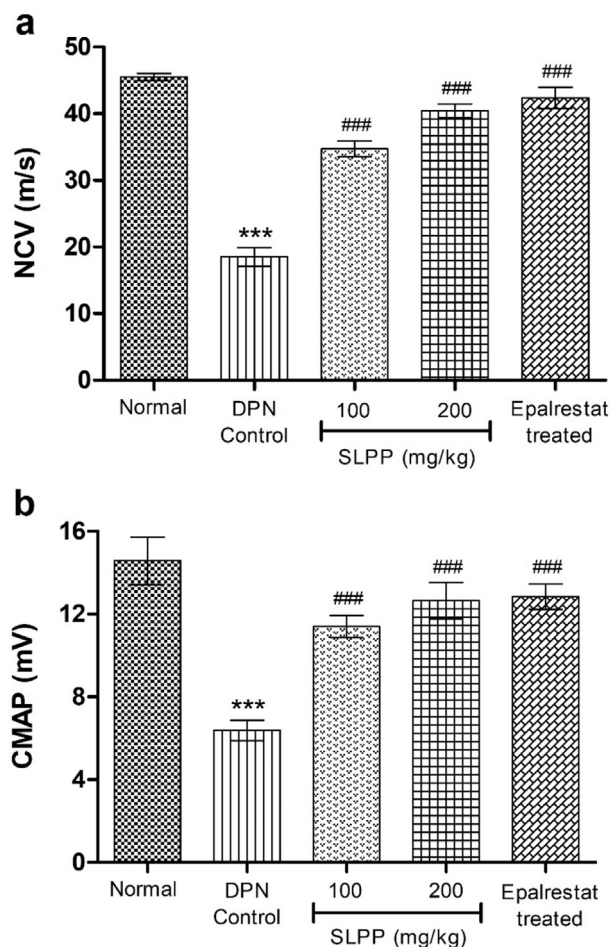 a
NCV (m/s)
50
40
30
20
10
0
***
###
###
###
Normal
DPN
Control
100
200
Epalrestat
treated
SLPP (mg/kg)
b
CMAP (mV)
16
12
8
4
0
***
###
###
###
Normal
DPN
Control
100
200
Epalrestat
treated
SLPP (mg/kg)